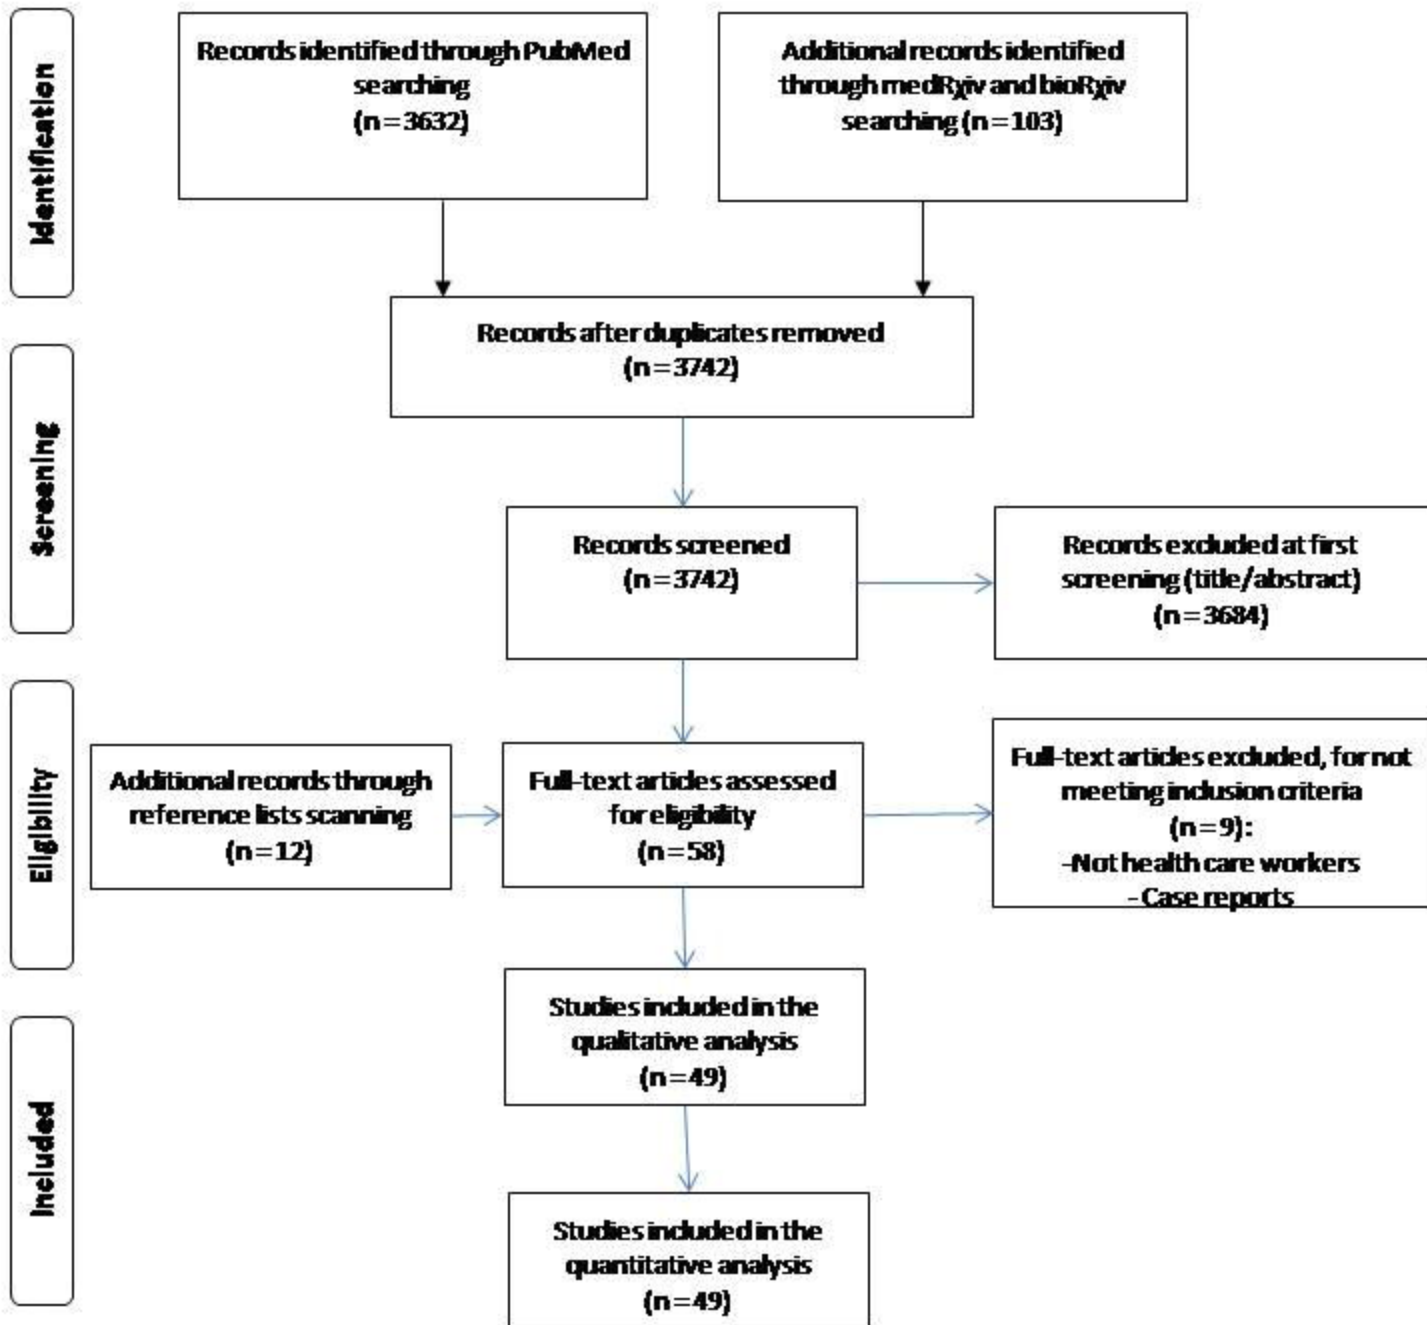 Identification
Records identified through PubMed
searching
(n = 3632)
Additional records identified
through medRxiv and bioRxiv
searching (n = 103)
Records after duplicates removed
(n = 3742)
Screening
Records screened
(n = 3742)
Records excluded at first
screening (title/abstract)
(n = 3684)
Eligibility
Additional records through
reference lists scanning
(n = 12)
Full-text articles assessed
for eligibility
(n = 58)
Full-text articles excluded, for not
meeting inclusion criteria
(n = 9):
-Not health care workers
- Case reports
Included
Studies included in the
qualitative analysis
(n = 49)
Studies included in the
quantitative analysis
(n = 49)